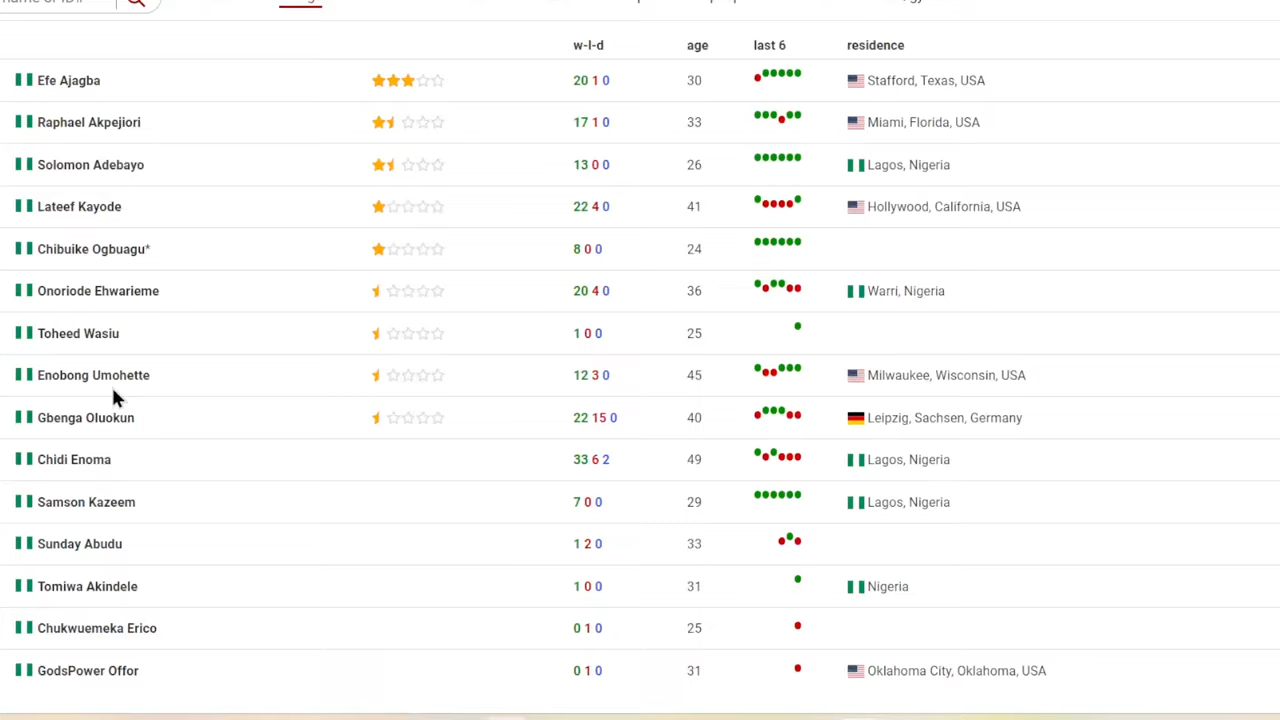 name or ID#
w-l-d age last 6 residence
Efe Ajagba 20 1 0 30 Stafford, Texas, USA
Raphael Akpejiori 17 1 0 33 Miami, Florida, USA
Solomon Adebayo 13 0 0 26 Lagos, Nigeria
Lateef Kayode 22 4 0 41 Hollywood, California, USA
Chibuike Ogbuagu* 8 0 0 24
Onoriode Ehwarieme 20 4 0 36 Warri, Nigeria
Toheed Wasiu 1 0 0 25
Enobong Umohette 12 3 0 45 Milwaukee, Wisconsin, USA
Gbenga Oluokun 22 15 0 40 Leipzig, Sachsen, Germany
Chidi Enoma 33 6 2 49 Lagos, Nigeria
Samson Kazeem 7 0 0 29 Lagos, Nigeria
Sunday Abudu 1 2 0 33
Tomiwa Akindele 1 0 0 31 Nigeria
Chukwuemeka Erico 0 1 0 25
GodsPower Offor 0 1 0 31 Oklahoma City, Oklahoma, USA